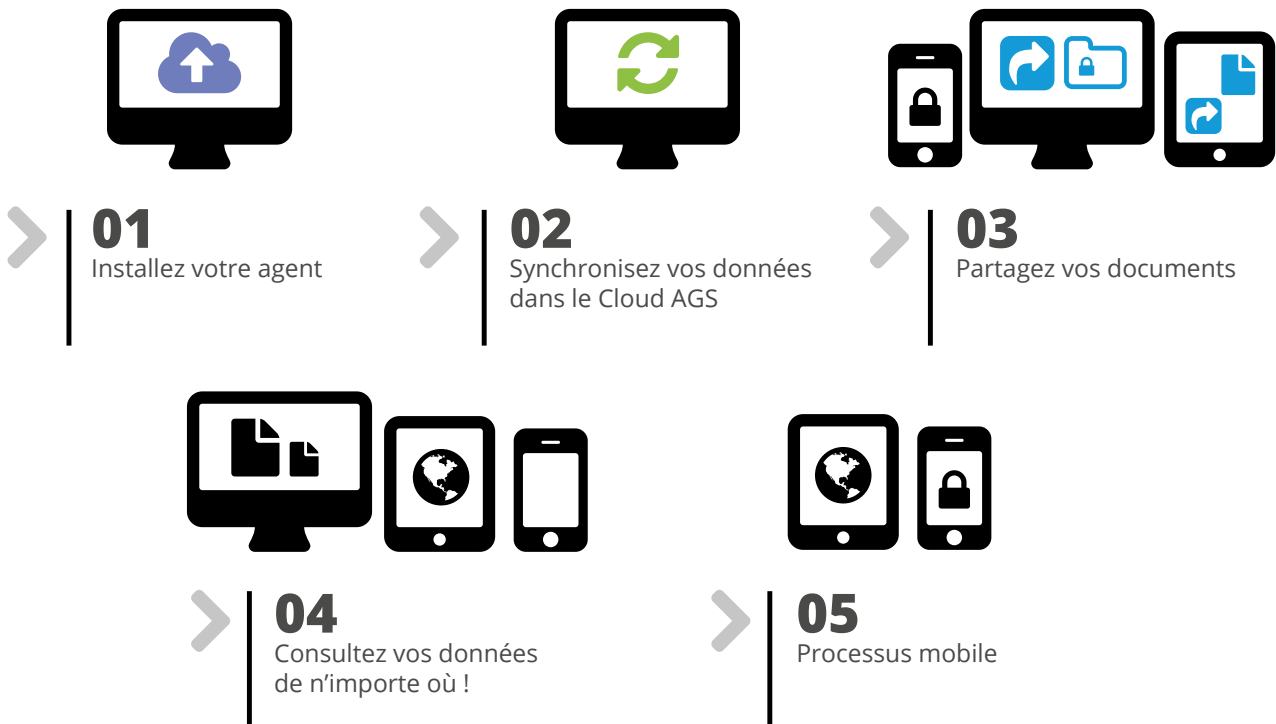 01
Installez votre agent
02
Synchronisez vos données
dans le Cloud AGS
03
Partagez vos documents
04
Consultez vos données
de n’importe où !
05
Processus mobile